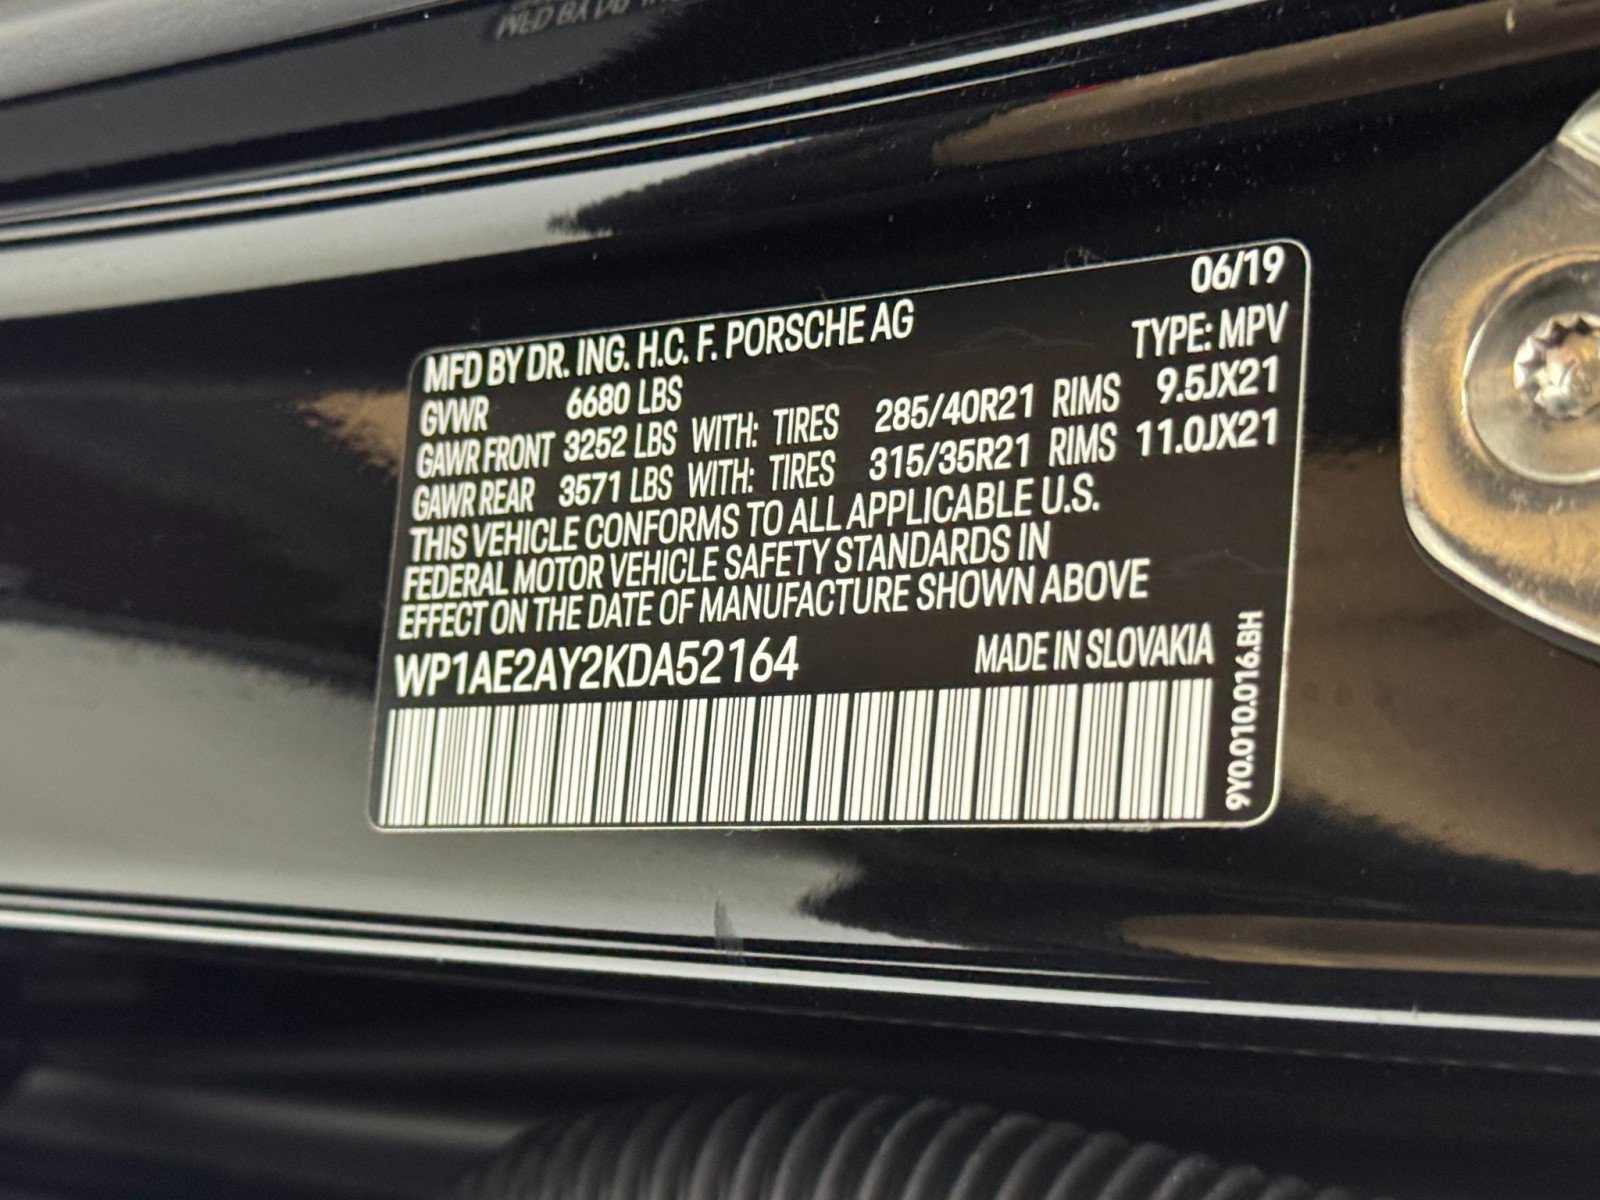 06/19
MFD BY DR. ING. H.C. F. PORSCHE AG
TYPE: MPV
GVWR 6680 LBS
GAWR FRONT 3252 LBS WITH: TIRES 285/40R21 RIMS 9.5JX21
GAWR REAR 3571 LBS WITH: TIRES 315/35R21 RIMS 11.0JX21
THIS VEHICLE CONFORMS TO ALL APPLICABLE U.S.
FEDERAL MOTOR VEHICLE SAFETY STANDARDS IN
EFFECT ON THE DATE OF MANUFACTURE SHOWN ABOVE
WP1AE2AY2KDA52164 MADE IN SLOVAKIA
9Y0.010.016.BH